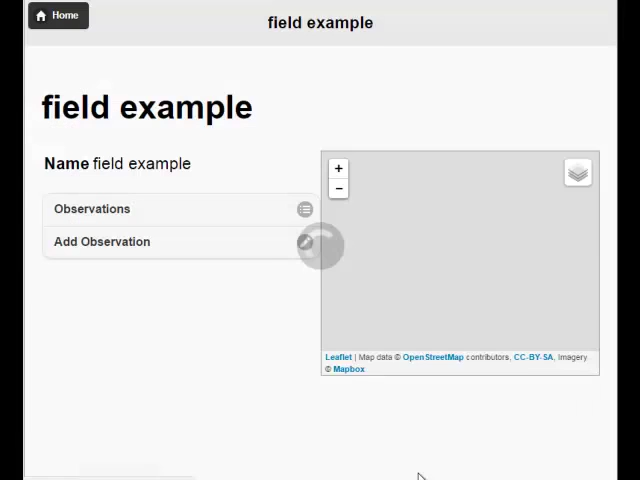 Home
field example
field example
Name field example
Observations
Add Observation
+
−
Leaflet | Map data © OpenStreetMap contributors, CC-BY-SA, Imagery
© Mapbox